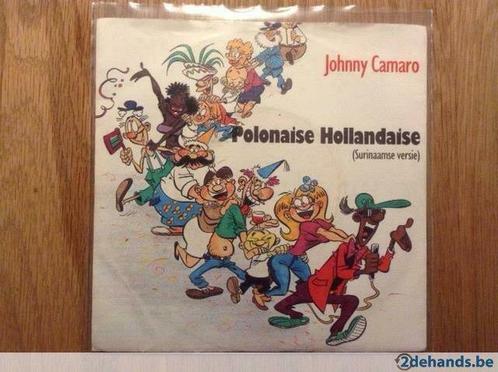 Johnny Camaro
Polonaise Hollandaise
(Surinaamse versie)
2dehands.be